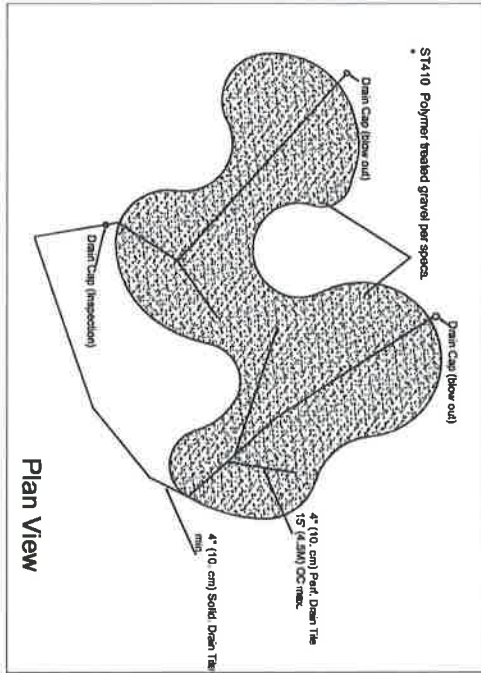 ST410 Polymer treated gravel per specs.
*
Drain Cap (blow out)
Drain Cap (blow out)
Drain Cap (Inspection)
4" (10. cm) Perf. Drain Tile
15' (4.5M) OC max.
4" (10. cm) Solid. Drain Tile
min.
Plan View